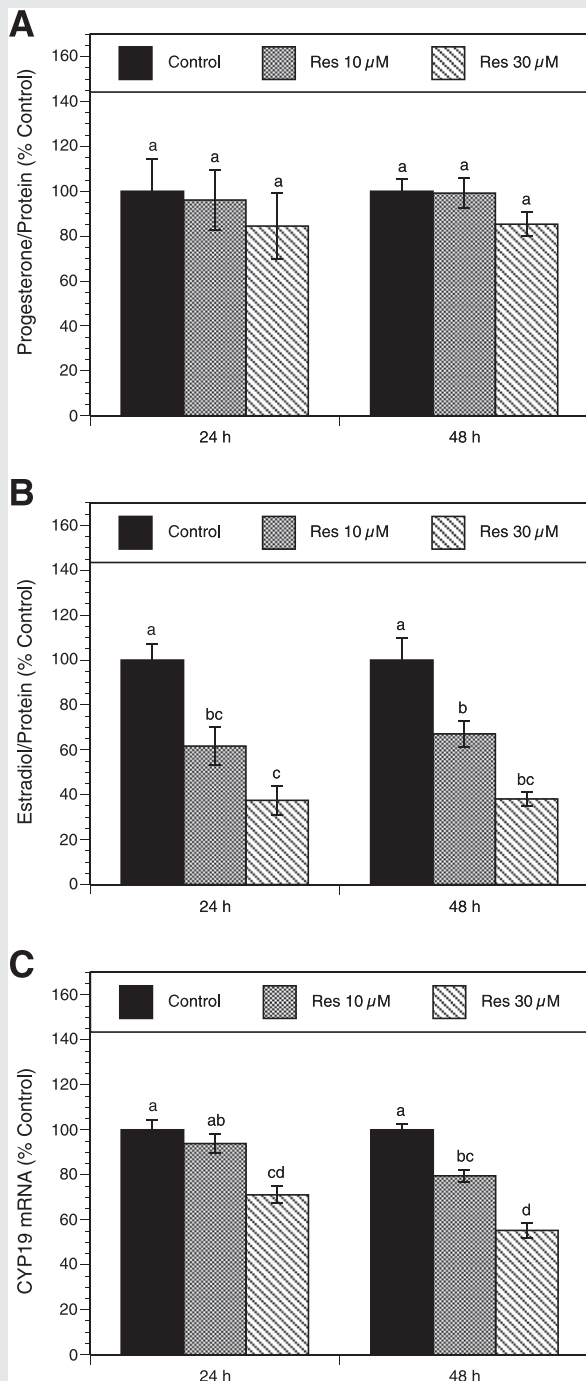 A
Progesterone/Protein (% Control)
160
140
120
100
80
60
40
20
0
Control
Res 10 µM
Res 30 µM
a
a
a
a
a
a
24 h
48 h
B
Estradiol/Protein (% Control)
160
140
120
100
80
60
40
20
0
Control
Res 10 µM
Res 30 µM
a
bc
c
a
b
bc
24 h
48 h
C
CYP19 mRNA (% Control)
160
140
120
100
80
60
40
20
0
Control
Res 10 µM
Res 30 µM
a
ab
cd
a
bc
d
24 h
48 h